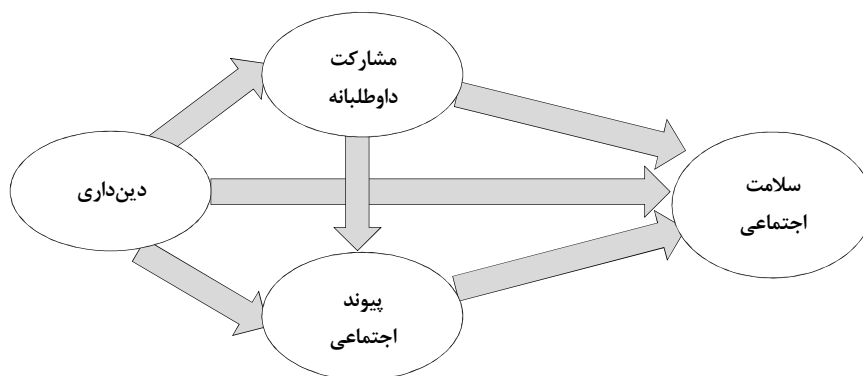 مشارکت
داوطلبانه
دین‌داری
سلامت
اجتماعی
پیوند
اجتماعی